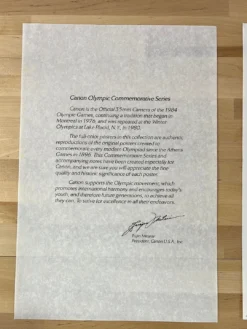 Canon Olympic Commemorative Series
Canon is the Official 35mm Camera of the 1984
Olympic Games, continuing a tradition that began in
Montreal in 1976, and was repeated at the Winter
Olympics at Lake Placid, N.Y. in 1980.
The full-color posters in this collection are authentic
reproductions of the original posters created to
commemorate every modern Olympiad since the Athens
Games in 1896. This Commemorative Series and
accompanying stories have been created especially for
Canon, and we are sure you will appreciate the fine
quality and historic significance of each poster.
Canon supports the Olympic movement, which
promotes international harmony and encourages today's
youth, and therefore future generations, to achieve all
they can. To strive for excellence in all their endeavors.
Fujio Mitarai
President, Canon U.S.A., Inc.